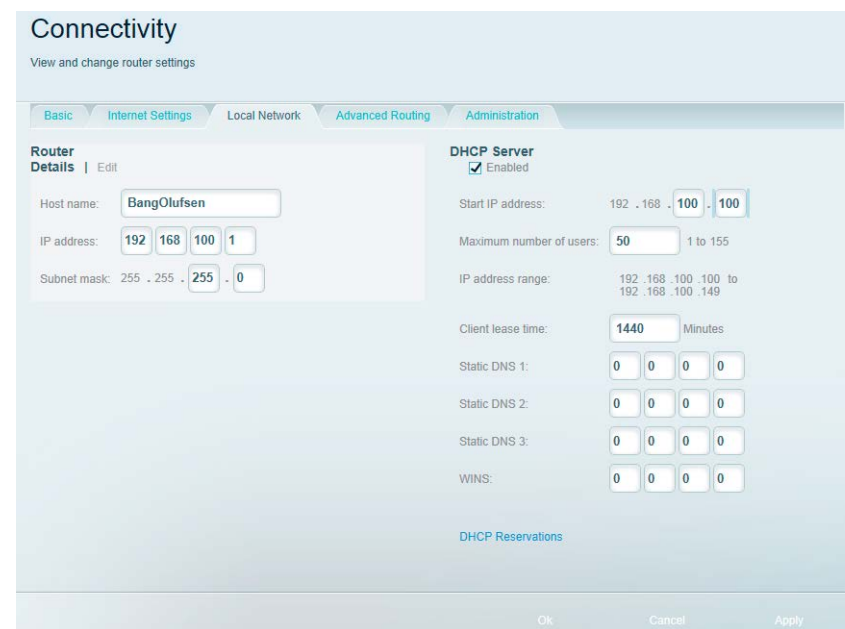 Connectivity
View and change router settings
Basic Internet Settings Local Network Advanced Routing Administration
Router
Details | Edit
Host name: BangOlufsen
IP address: 192 168 100 1
Subnet mask: 255 . 255 . 255 . 0
DHCP Server
Enabled
Start IP address: 192 . 168 . 100 . 100
Maximum number of users: 50 1 to 155
IP address range: 192 .168 .100 .100 to
192 .168 .100 .149
Client lease time: 1440 Minutes
Static DNS 1: 0 0 0 0
Static DNS 2: 0 0 0 0
Static DNS 3: 0 0 0 0
WINS: 0 0 0 0
DHCP Reservations
Ok Cancel Apply